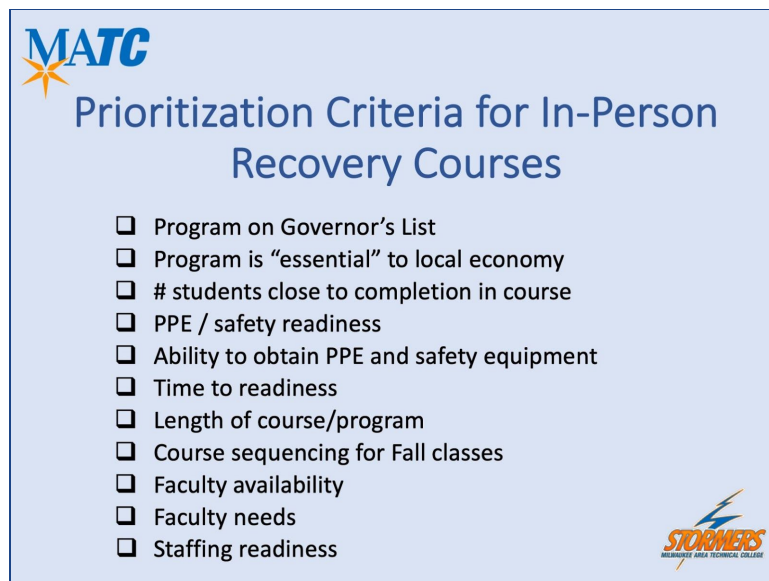 MATC
Prioritization Criteria for In-Person
Recovery Courses
Program on Governor’s List
Program is “essential” to local economy
# students close to completion in course
PPE / safety readiness
Ability to obtain PPE and safety equipment
Time to readiness
Length of course/program
Course sequencing for Fall classes
Faculty availability
Faculty needs
Staffing readiness
STORMERS
MILWAUKEE AREA TECHNICAL COLLEGE